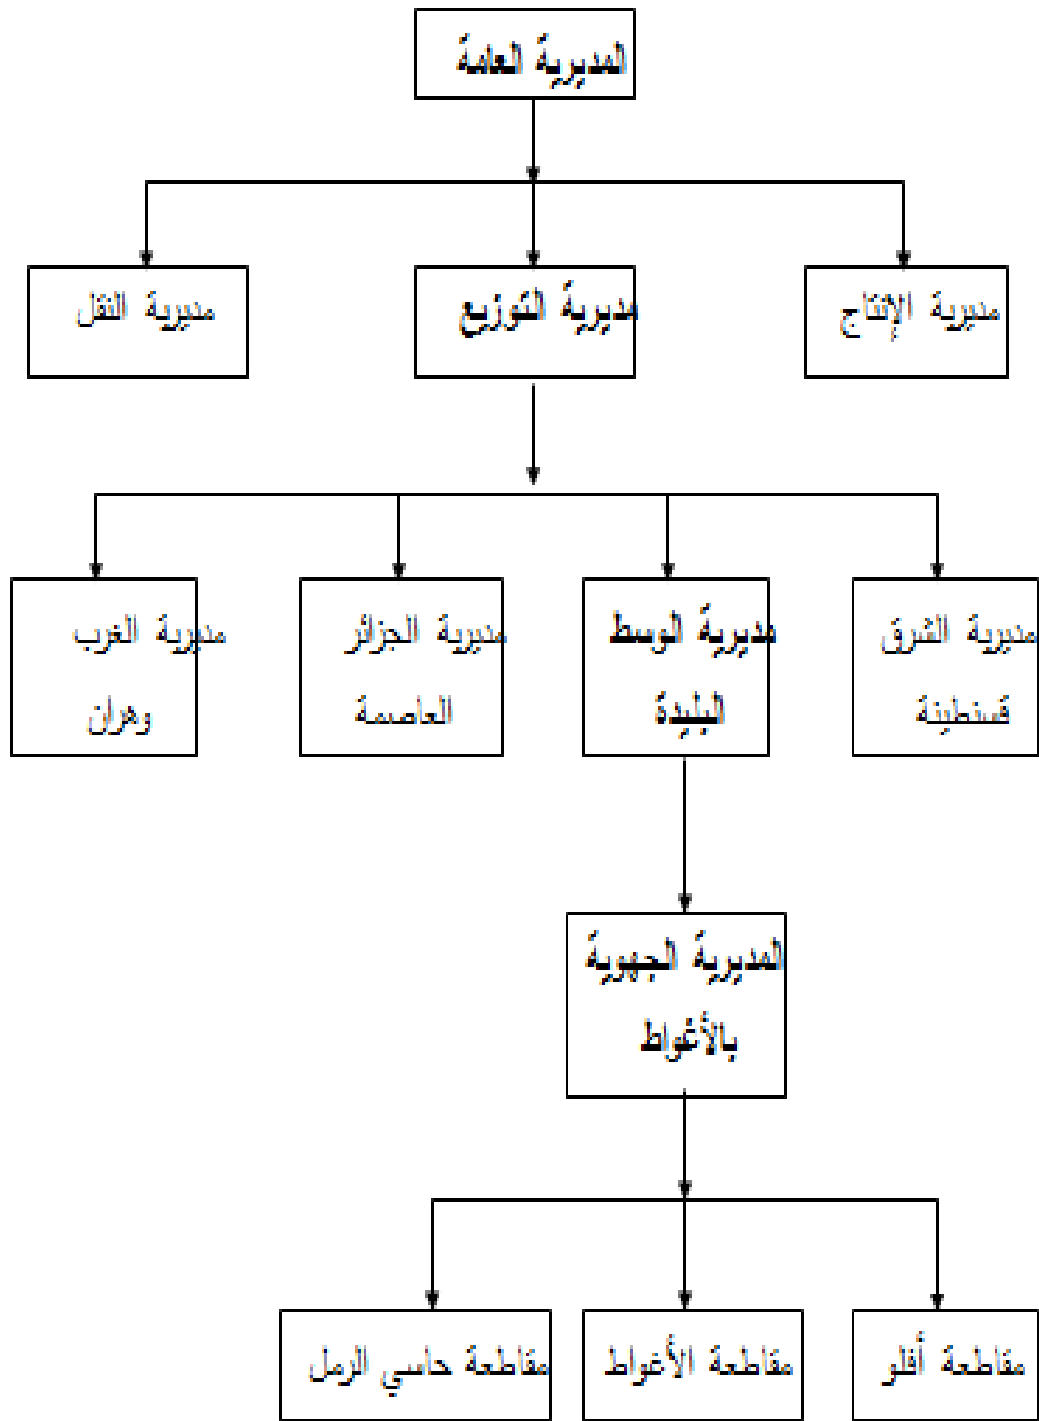 المديرية العامة
مديرية الإنتاج
مديرية التوزيع
مديرية النقل
مديرية الشرق
قسنطينة
مديرية الوسط
البليدة
مديرية الجزائر
العاصمة
مديرية الغرب
وهران
المديرية الجهوية
بالأغواط
مقاطعة أفلو
مقاطعة الأغواط
مقاطعة حاسي الرمل